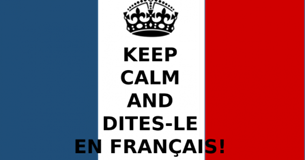 KEEP
CALM
AND
DITES-LE
EN FRANÇAIS!